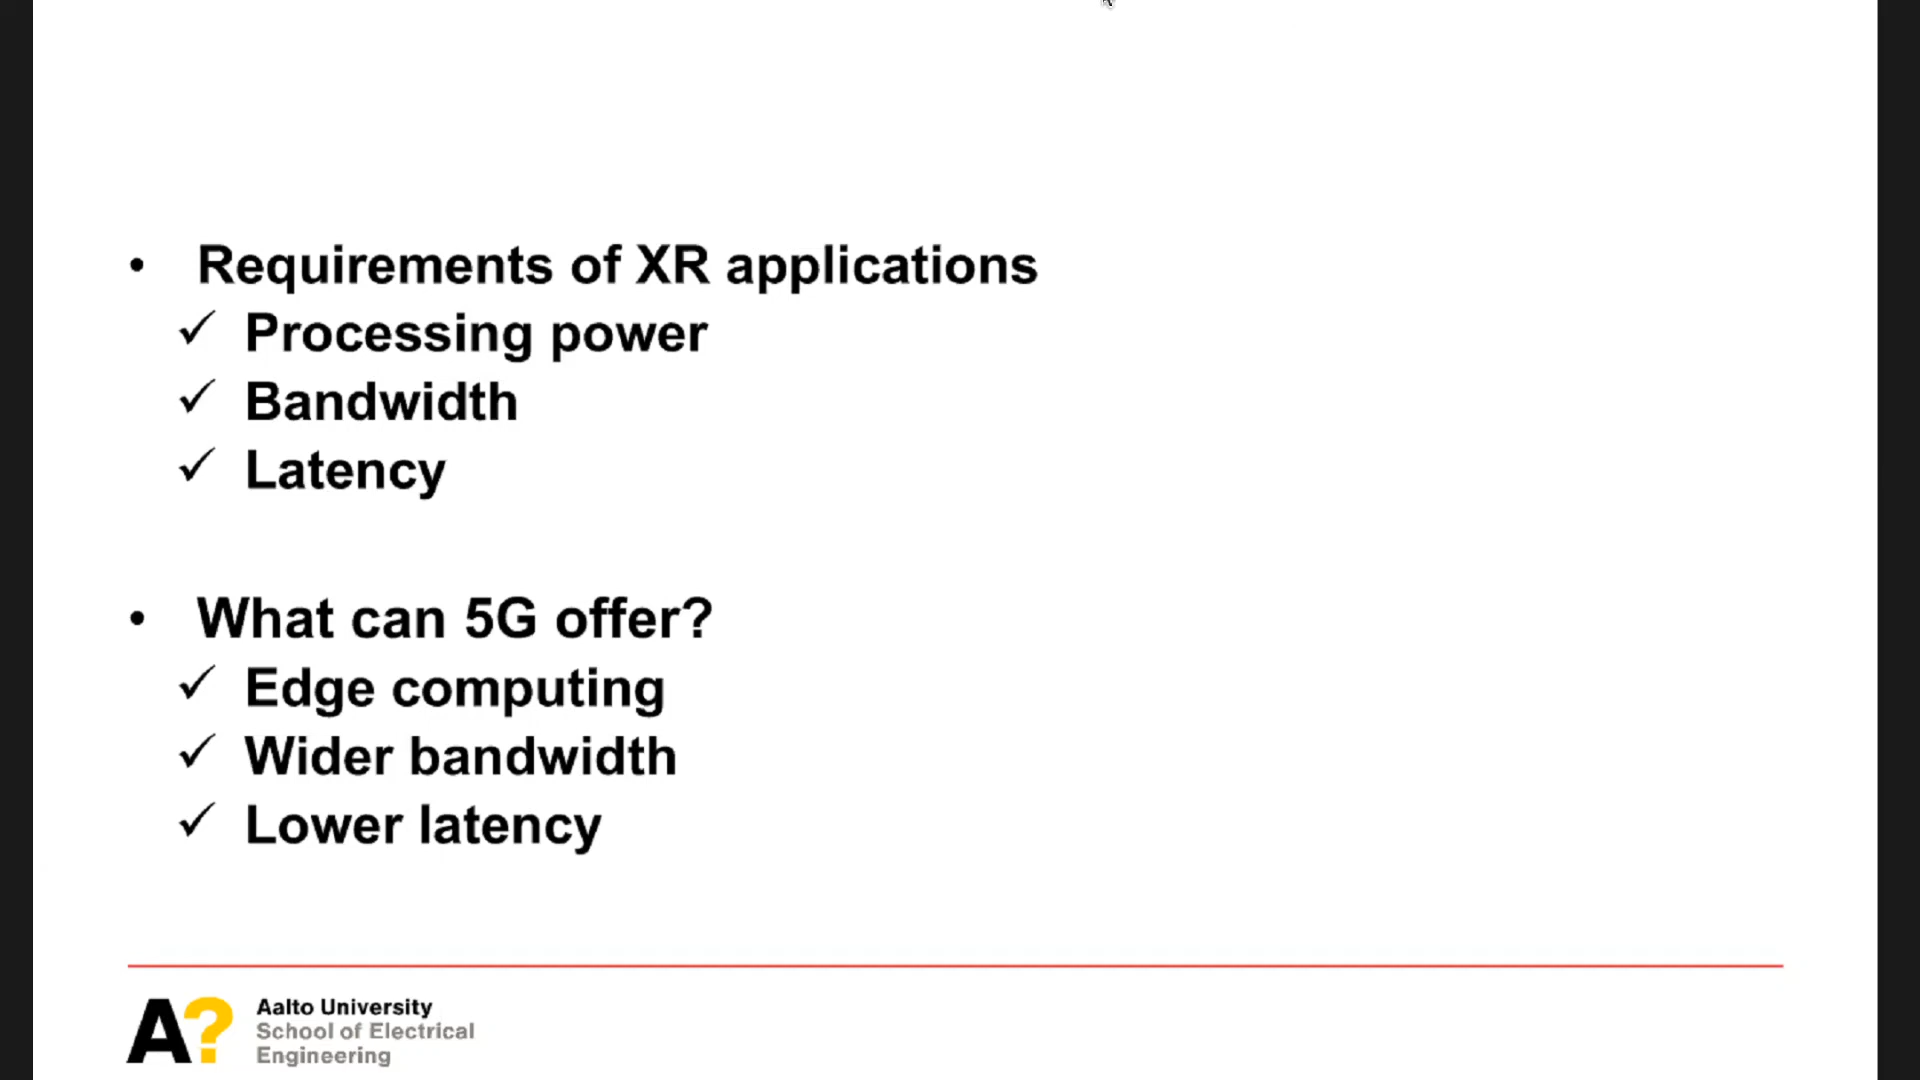 • Requirements of XR applications
✓ Processing power
✓ Bandwidth
✓ Latency
• What can 5G offer?
✓ Edge computing
✓ Wider bandwidth
✓ Lower latency
A?
Aalto University
School of Electrical
Engineering